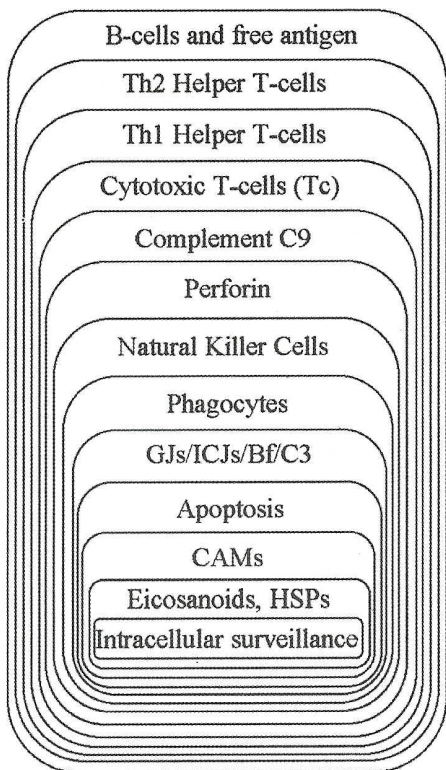 B-cells and free antigen
Th2 Helper T-cells
Th1 Helper T-cells
Cytotoxic T-cells (Tc)
Complement C9
Perforin
Natural Killer Cells
Phagocytes
GJs/ICJs/Bf/C3
Apoptosis
CAMs
Eicosanoids, HSPs
Intracellular surveillance